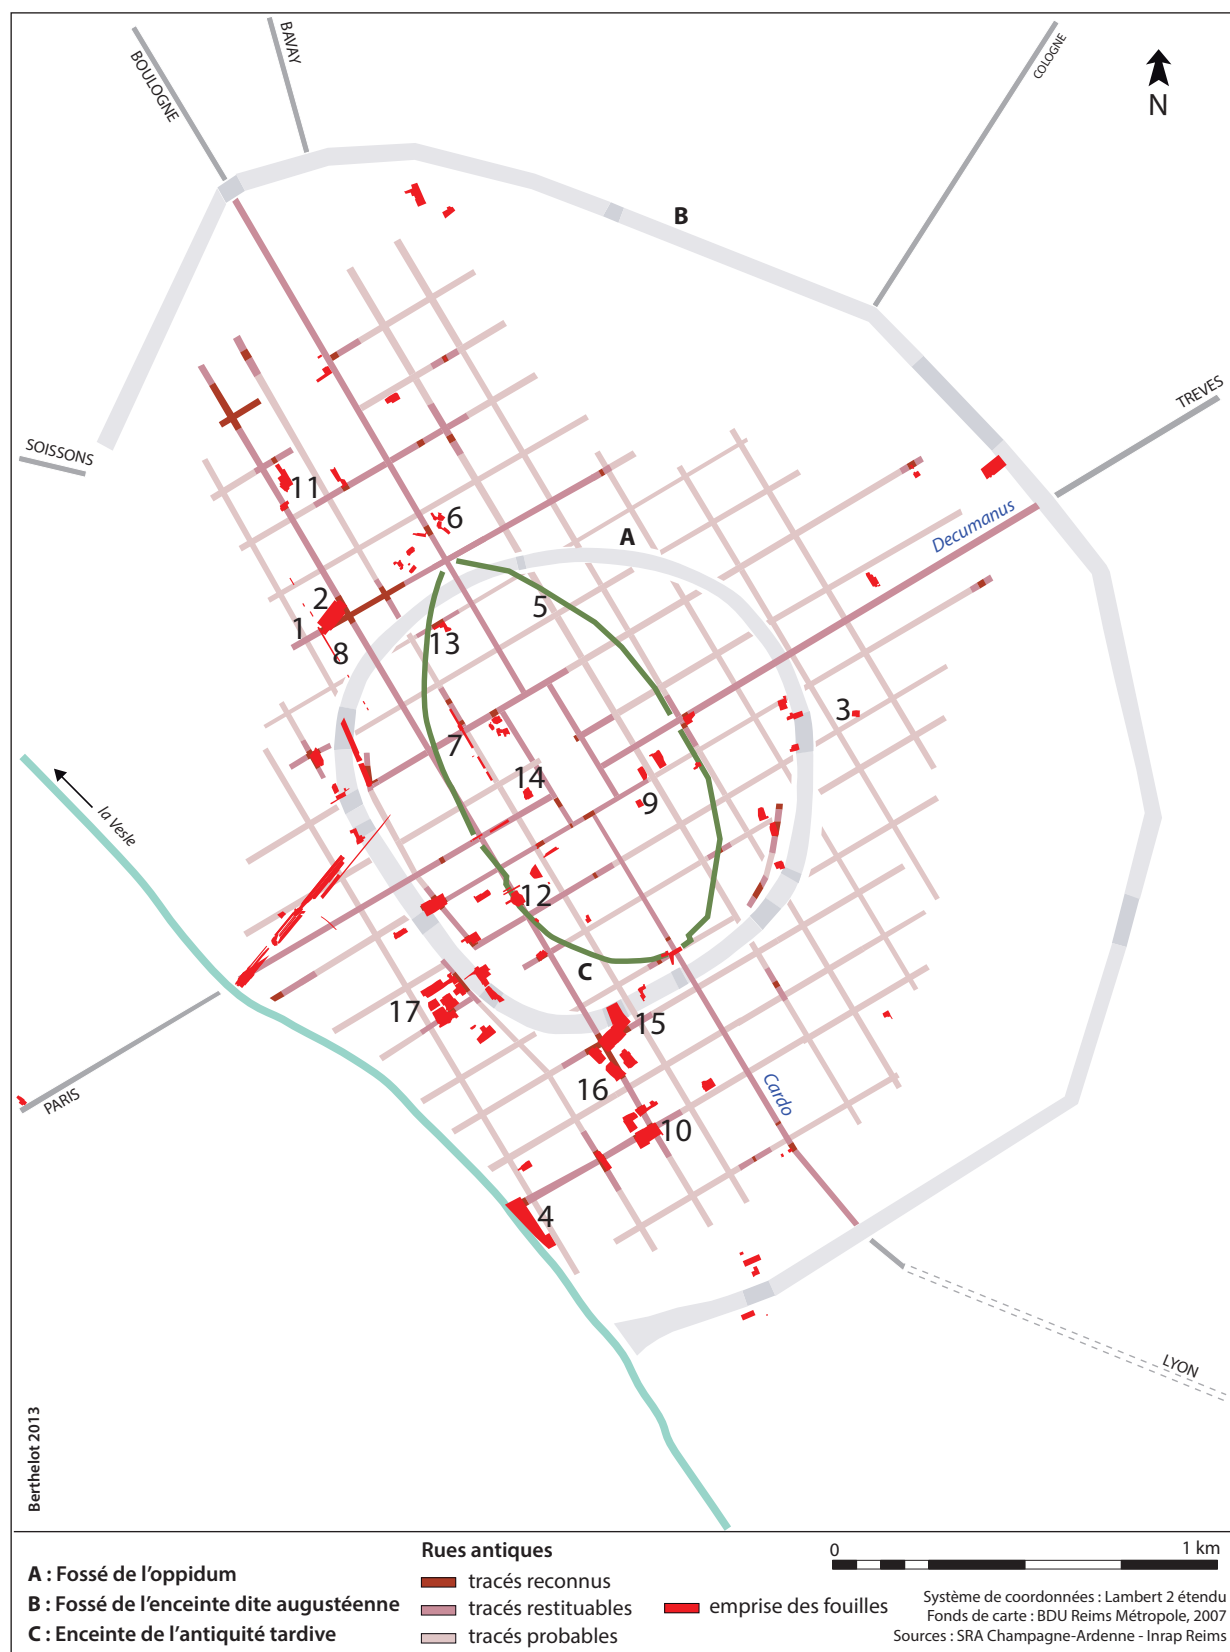 BOULOGNE
BAVAY
COLOGNE
N
B
TREVES
SOISSONS
11
6
Decumanus
A
2
5
1
13
8
3
7
la Vesle
14
9
12
C
17
15
16
Cardo
PARIS
10
4
LYON
Berthelot 2013
A : Fossé de l'oppidum
B : Fossé de l'enceinte dite augustéenne
C : Enceinte de l'antiquité tardive
Rues antiques
tracés reconnus
tracés restituables
tracés probables
emprise des fouilles
0 1 km
Système de coordonnées : Lambert 2 étendu
Fonds de carte : BDU Reims Métropole, 2007
Sources : SRA Champagne-Ardenne - Inrap Reims